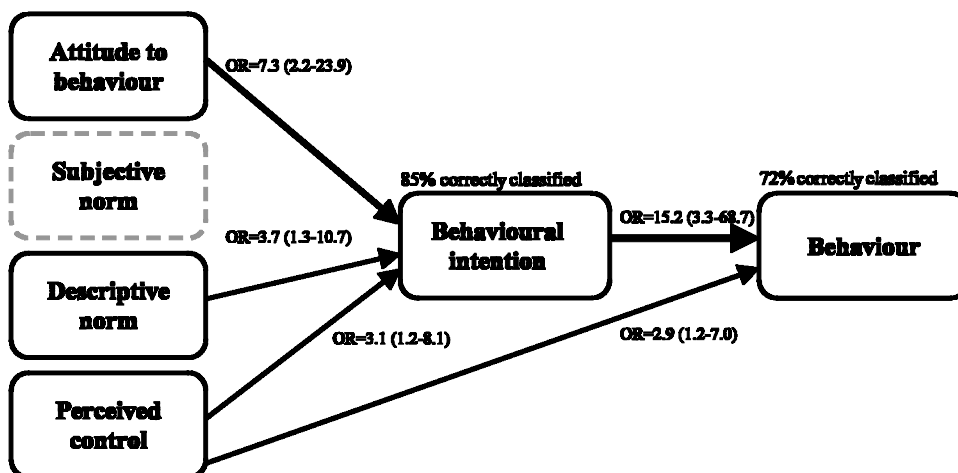 Attitude to
behaviour
OR=7.3 (2.2-23.9)
Subjective
norm
85% correctly classified
72% correctly classified
OR=3.7 (1.3-10.7)
Behavioural
intention
OR=15.2 (3.3-68.7)
Behaviour
Descriptive
norm
OR=3.1 (1.2-8.1)
OR=2.9 (1.2-7.0)
Perceived
control